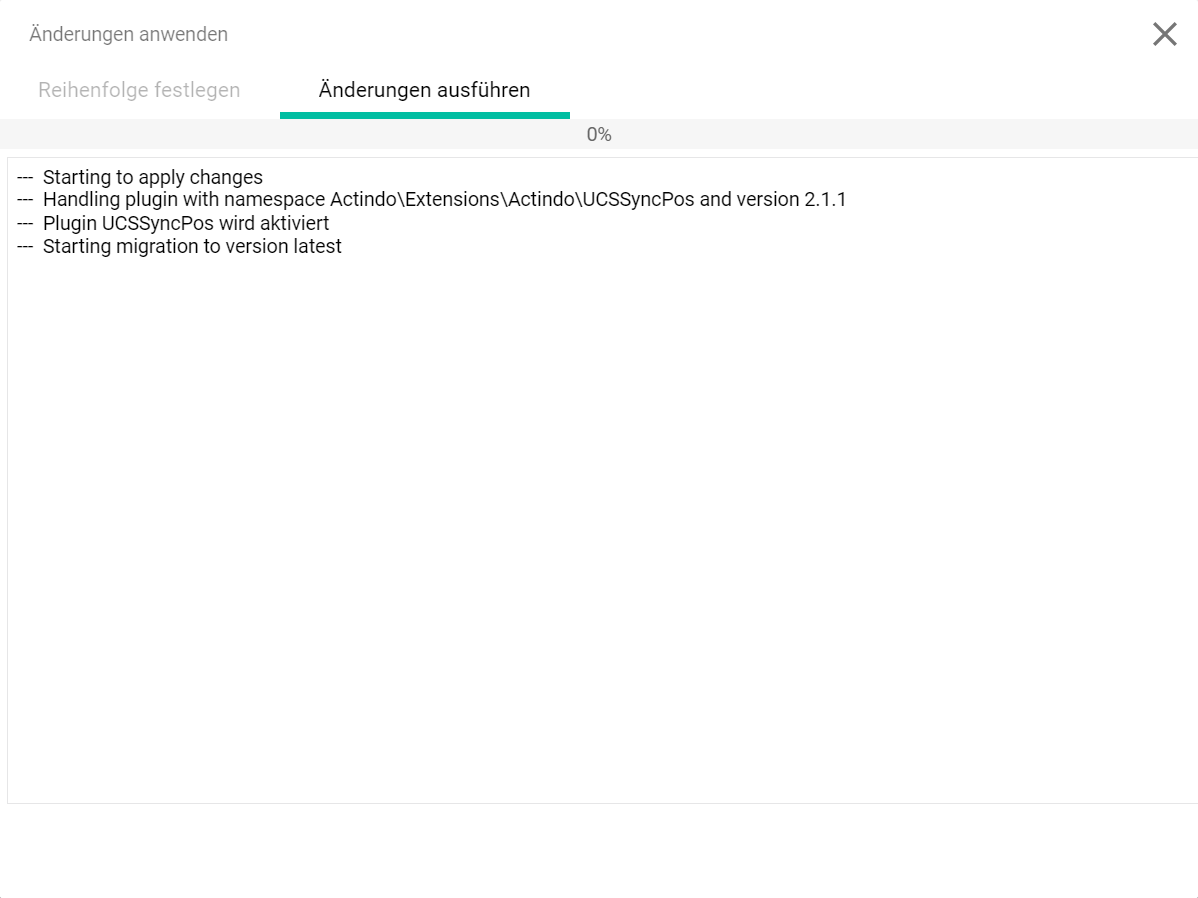 Änderungen anwenden
Reihenfolge festlegen
Änderungen ausführen
0%
--- Starting to apply changes
--- Handling plugin with namespace Actindo\Extensions\Actindo\UCSSyncPos and version 2.1.1
--- Plugin UCSSyncPos wird aktiviert
--- Starting migration to version latest